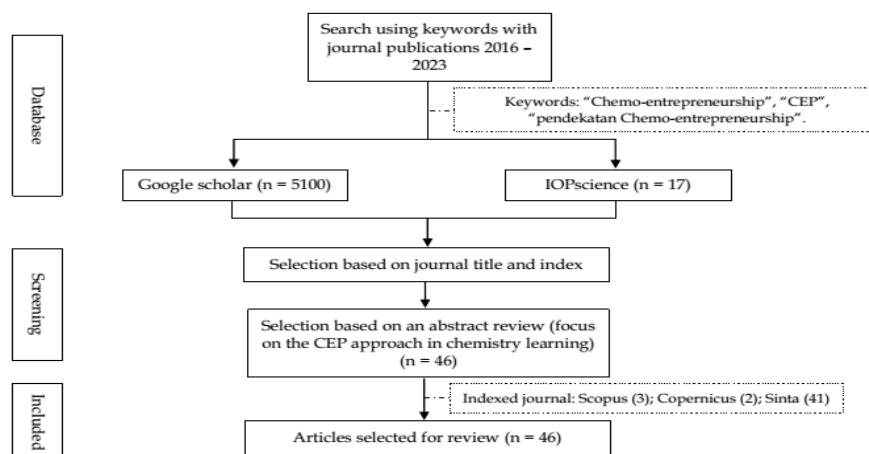 Search using keywords with
journal publications 2016 –
2023
Database
Keywords: "Chemo-entrepreneurship", "CEP",
"pendekatan Chemo-entrepreneurship".
Google scholar (n = 5100)
IOPscience (n = 17)
Screening
Selection based on journal title and index
Selection based on an abstract review (focus
on the CEP approach in chemistry learning)
(n = 46)
Included
Indexed journal: Scopus (3); Copernicus (2); Sinta (41)
Articles selected for review (n = 46)